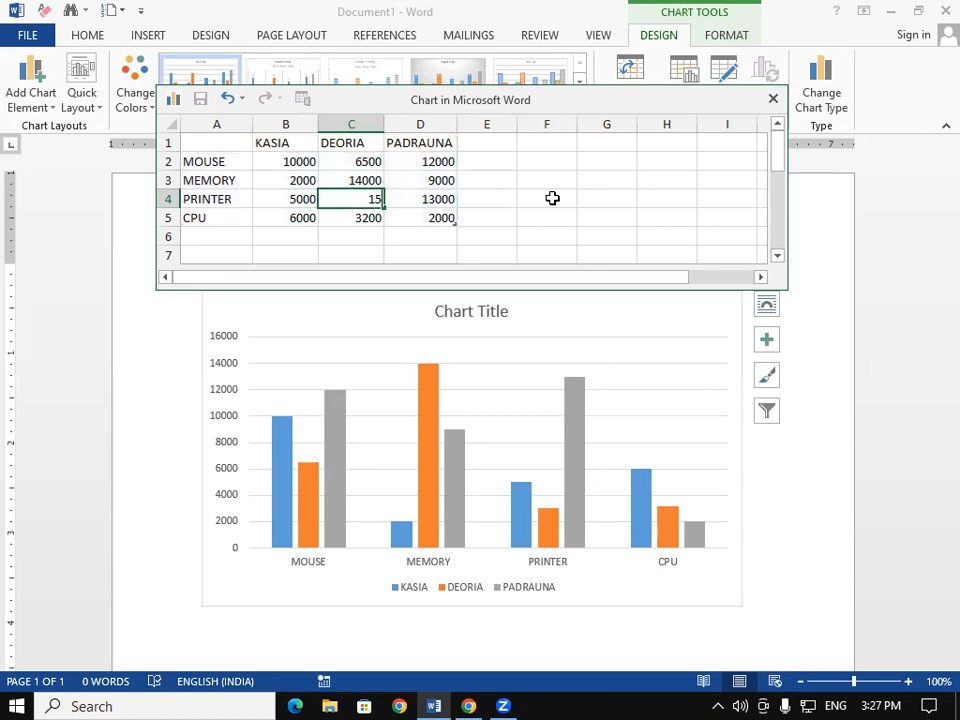 Document1 - Word
CHART TOOLS
?
FILE HOME INSERT DESIGN PAGE LAYOUT REFERENCES MAILINGS REVIEW VIEW DESIGN FORMAT Sign in
Add Chart Element
Quick Layout
Change Colors
Change Chart Type
Chart Layouts
Type
Chart in Microsoft Word
A B C D E F G H I
1 KASIA DEORIA PADRAUNA
2 MOUSE 10000 6500 12000
3 MEMORY 2000 14000 9000
4 PRINTER 5000 15 13000
5 CPU 6000 3200 2000
6
7
Chart Title
16000
14000
12000
10000
8000
6000
4000
2000
0
MOUSE MEMORY PRINTER CPU
KASIA DEORIA PADRAUNA
PAGE 1 OF 1 0 WORDS ENGLISH (INDIA) 100%
Search
ENG 3:27 PM